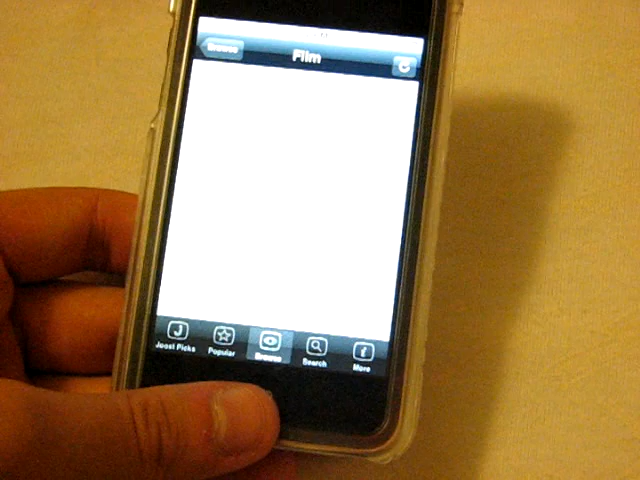 Browse
Film
J
Joost Picks
Popular
Browse
Search
i
More